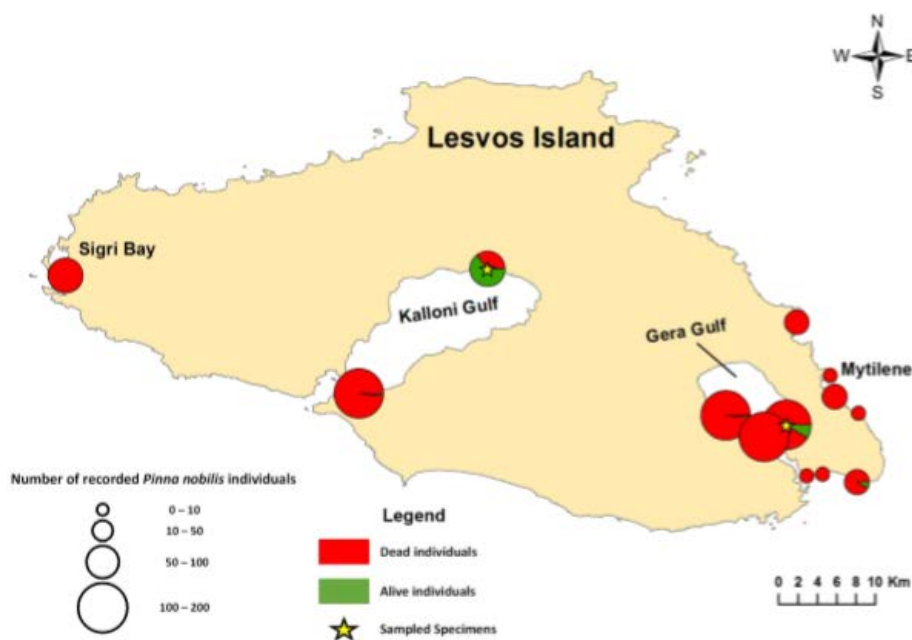 N
W E
S
Lesvos Island
Sigri Bay
Kalloni Gulf
Gera Gulf
Mytilene
Number of recorded Pinna nobilis individuals
0 – 10
10 – 50
50 – 100
100 – 200
Legend
Dead individuals
Alive individuals
Sampled Specimens
0 2 4 6 8 10 Km